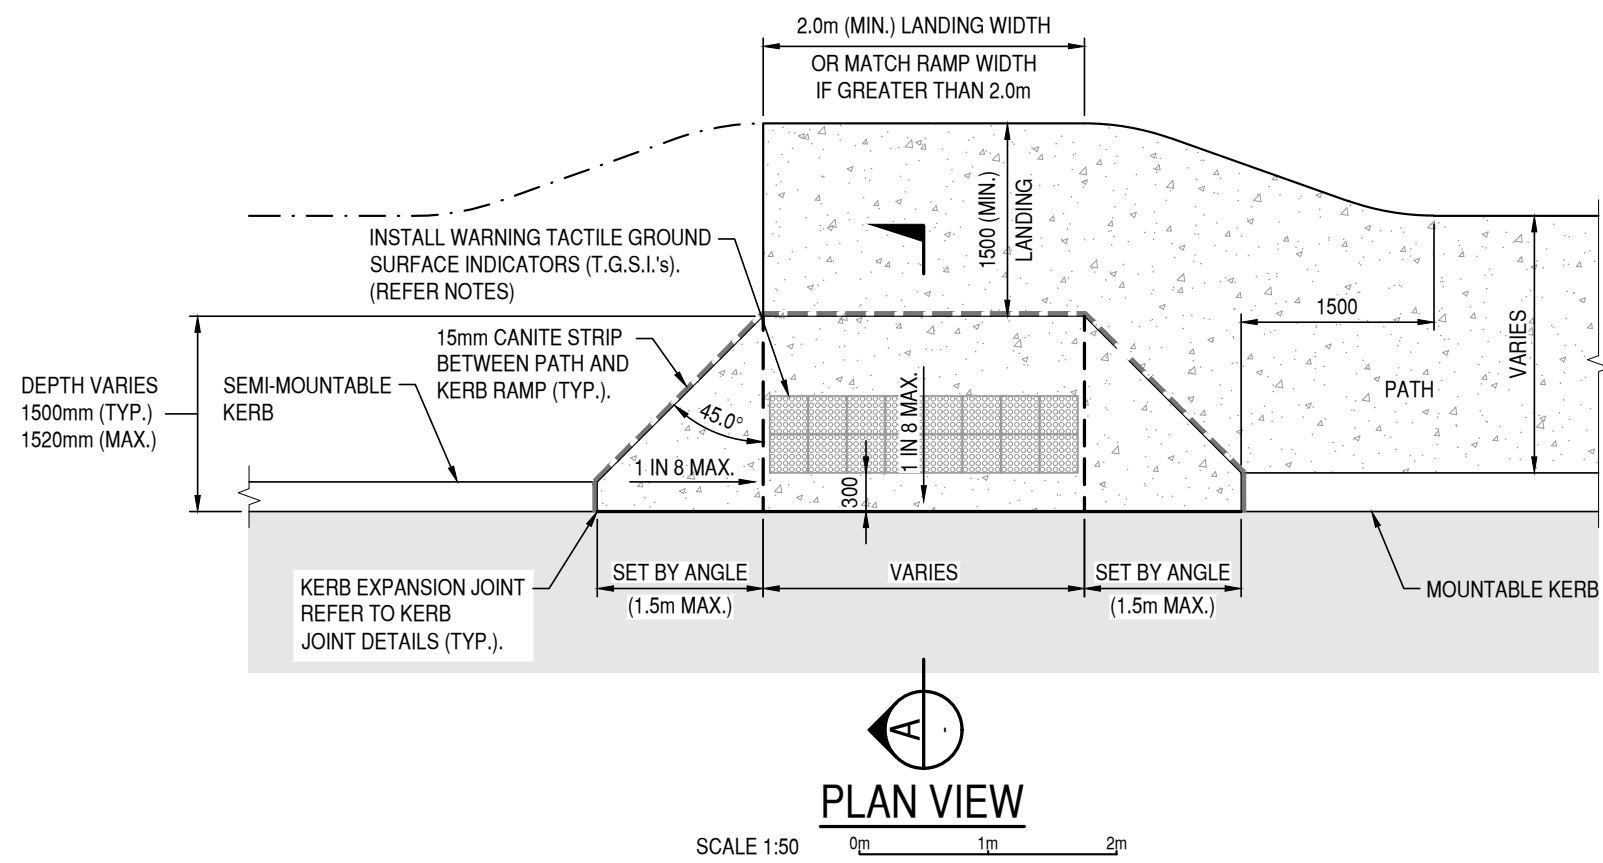 2.0m (MIN.) LANDING WIDTH
OR MATCH RAMP WIDTH
IF GREATER THAN 2.0m
1500 (MIN.)
LANDING
INSTALL WARNING TACTILE GROUND
SURFACE INDICATORS (T.G.S.I.'s).
(REFER NOTES)
1500
VARIES
15mm CANITE STRIP
BETWEEN PATH AND
KERB RAMP (TYP.).
DEPTH VARIES
1500mm (TYP.)
1520mm (MAX.)
SEMI-MOUNTABLE
KERB
PATH
45.0°
1 IN 8 MAX.
1 IN 8 MAX.
300
SET BY ANGLE
(1.5m MAX.)
VARIES
SET BY ANGLE
(1.5m MAX.)
KERB EXPANSION JOINT
REFER TO KERB
JOINT DETAILS (TYP.).
MOUNTABLE KERB
A
-
PLAN VIEW
SCALE 1:50
0m 1m 2m